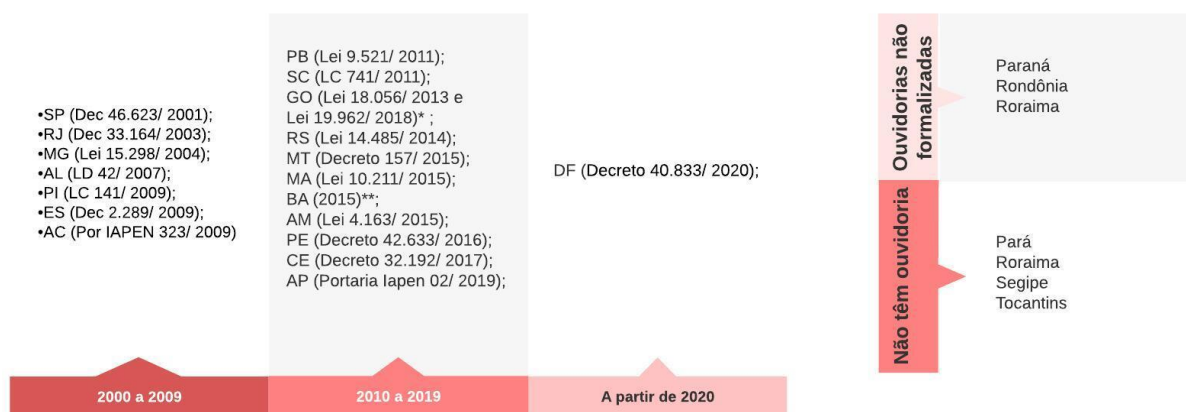 •SP (Dec 46.623/ 2001);
•RJ (Dec 33.164/ 2003);
•MG (Lei 15.298/ 2004);
•AL (LD 42/ 2007);
•PI (LC 141/ 2009);
•ES (Dec 2.289/ 2009);
•AC (Por IAPEN 323/ 2009)
2000 a 2009
PB (Lei 9.521/ 2011);
SC (LC 741/ 2011);
GO (Lei 18.056/ 2013 e
Lei 19.962/ 2018)* ;
RS (Lei 14.485/ 2014);
MT (Decreto 157/ 2015);
MA (Lei 10.211/ 2015);
BA (2015)**;
AM (Lei 4.163/ 2015);
PE (Decreto 42.633/ 2016);
CE (Decreto 32.192/ 2017);
AP (Portaria Iapen 02/ 2019);
2010 a 2019
DF (Decreto 40.833/ 2020);
A partir de 2020
Ouvidorias não
formalizadas
Paraná
Rondônia
Roraima
Não têm ouvidoria
Pará
Roraima
Segipe
Tocantins